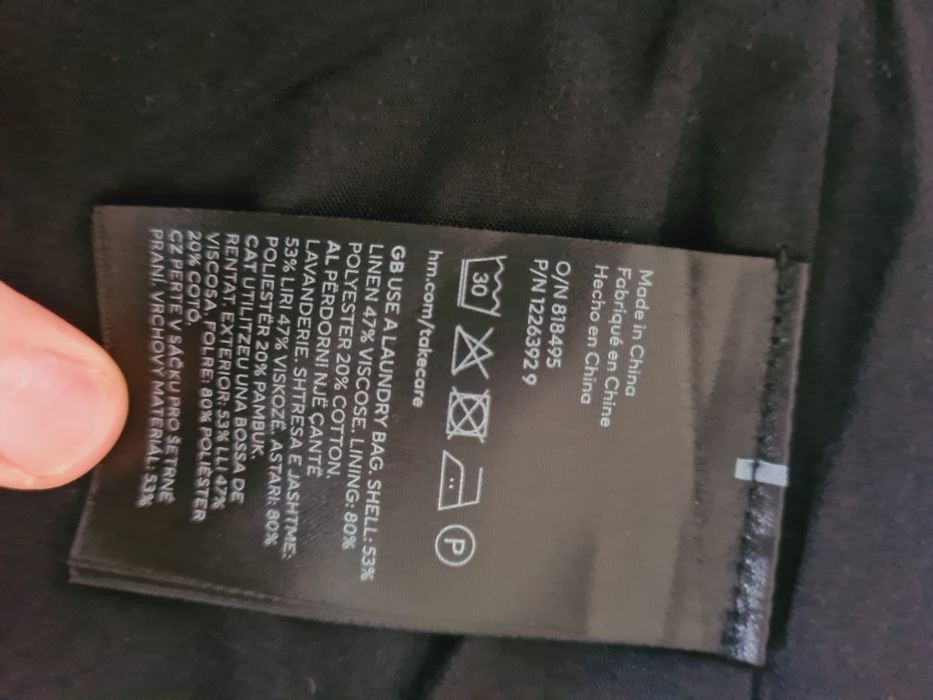 Made in China
Fabriqué en Chine
Hecho en China
O/N 818495
P/N 12263929
30
P
hm.com/takecare
GB USE A LAUNDRY BAG. SHELL: 53%
LINEN 47% VISCOSE. LINING: 80%
POLYESTER 20% COTTON.
AL PËRDORNI NJË ÇANTË
LAVANDERIE. SHTRESA E JASHTME:
53% LIRI 47% VISKOZË. ASTARI: 80%
POLIESTËR 20% PAMBUK.
CAT UTILITZEU UNA BOSSA DE
RENTAT. EXTERIOR: 53% LLI 47%
VISCOSA. FOLRE: 80% POLIÈSTER
20% COTÓ.
CZ PERTE V SÁČKU PRO ŠETRNÉ
PRANÍ. VRCHOVÝ MATERIÁL: 53%